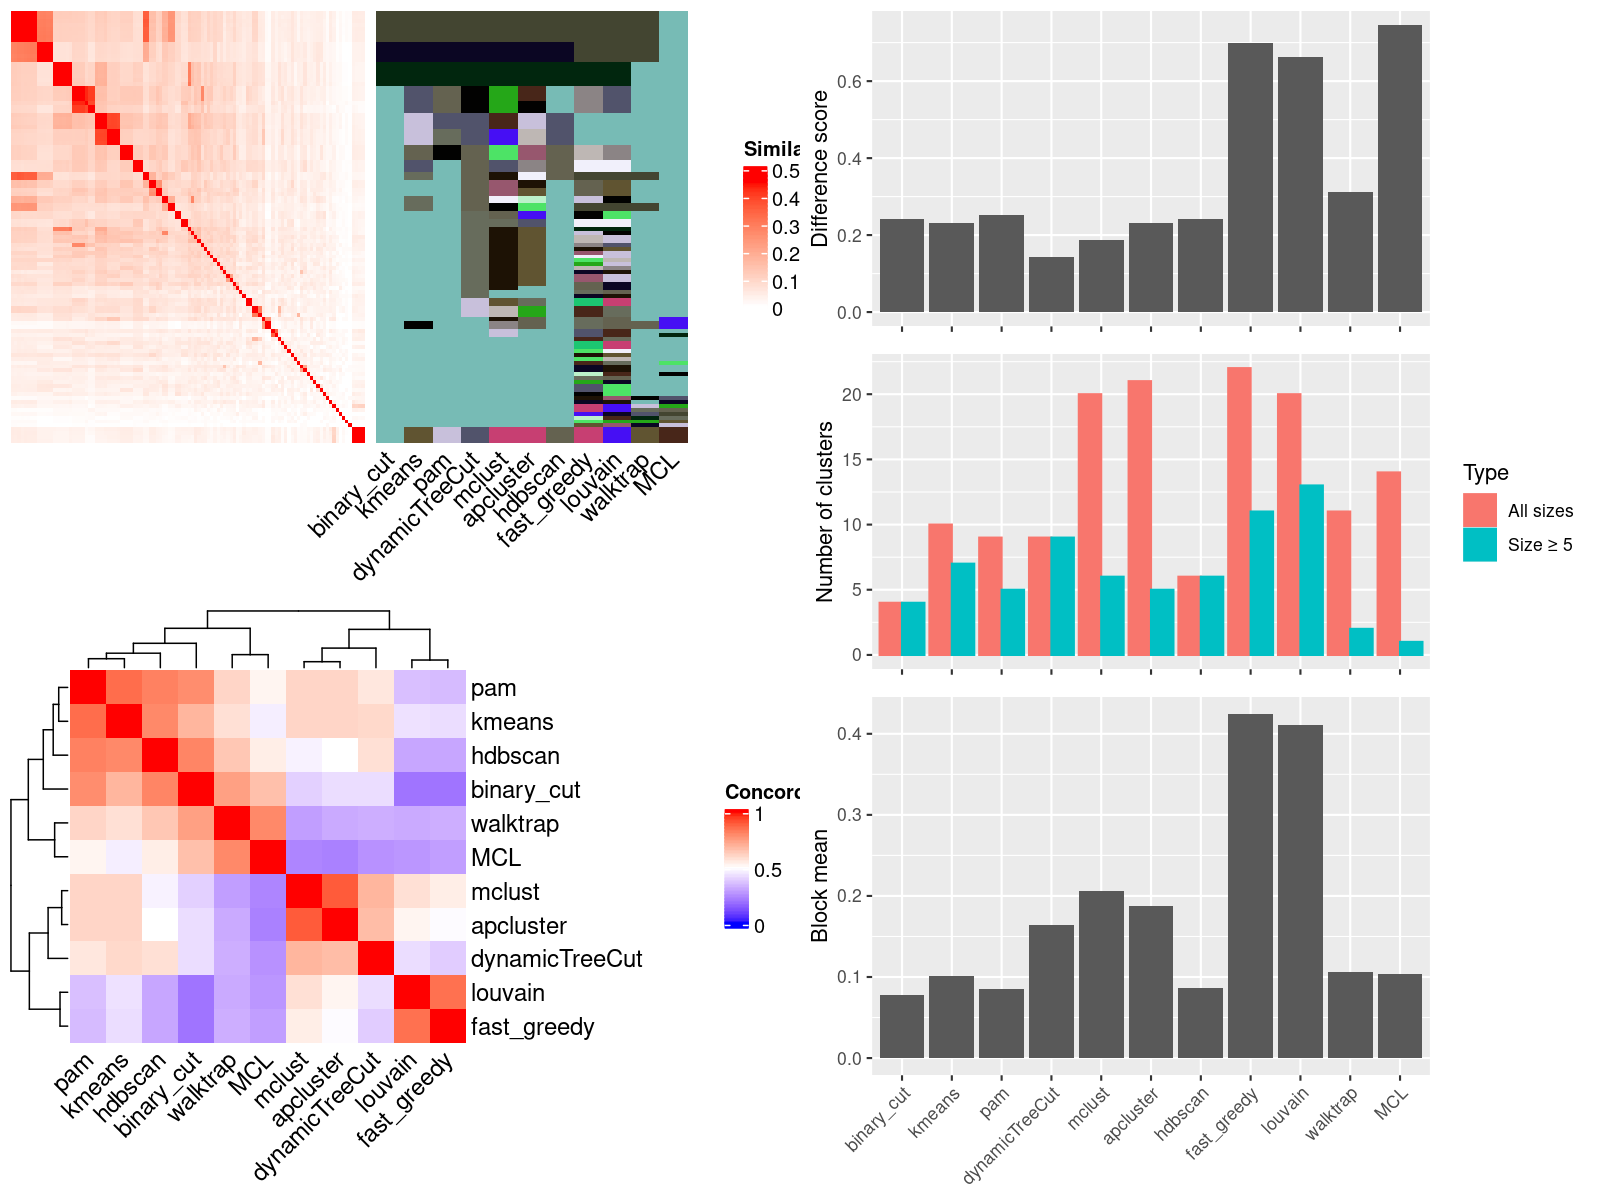 Simila
0.5
0.4
0.3
0.2
0.1
0
binary_cut
kmeans
pam
dynamicTreeCut
mclust
apcluster
hdbscan
fast_greedy
louvain
walktrap
MCL
pam
kmeans
hdbscan
binary_cut
walktrap
MCL
mclust
apcluster
dynamicTreeCut
louvain
fast_greedy
pam
kmeans
hdbscan
binary_cut
walktrap
MCL
mclust
apcluster
dynamicTreeCut
louvain
fast_greedy
Concord
1
0.5
0
Difference score
0.6
0.4
0.2
0.0
Number of clusters
20
15
10
5
0
Type
All sizes
Size ≥ 5
Block mean
0.4
0.3
0.2
0.1
0.0
binary_cut
kmeans
pam
dynamicTreeCut
mclust
apcluster
hdbscan
fast_greedy
louvain
walktrap
MCL